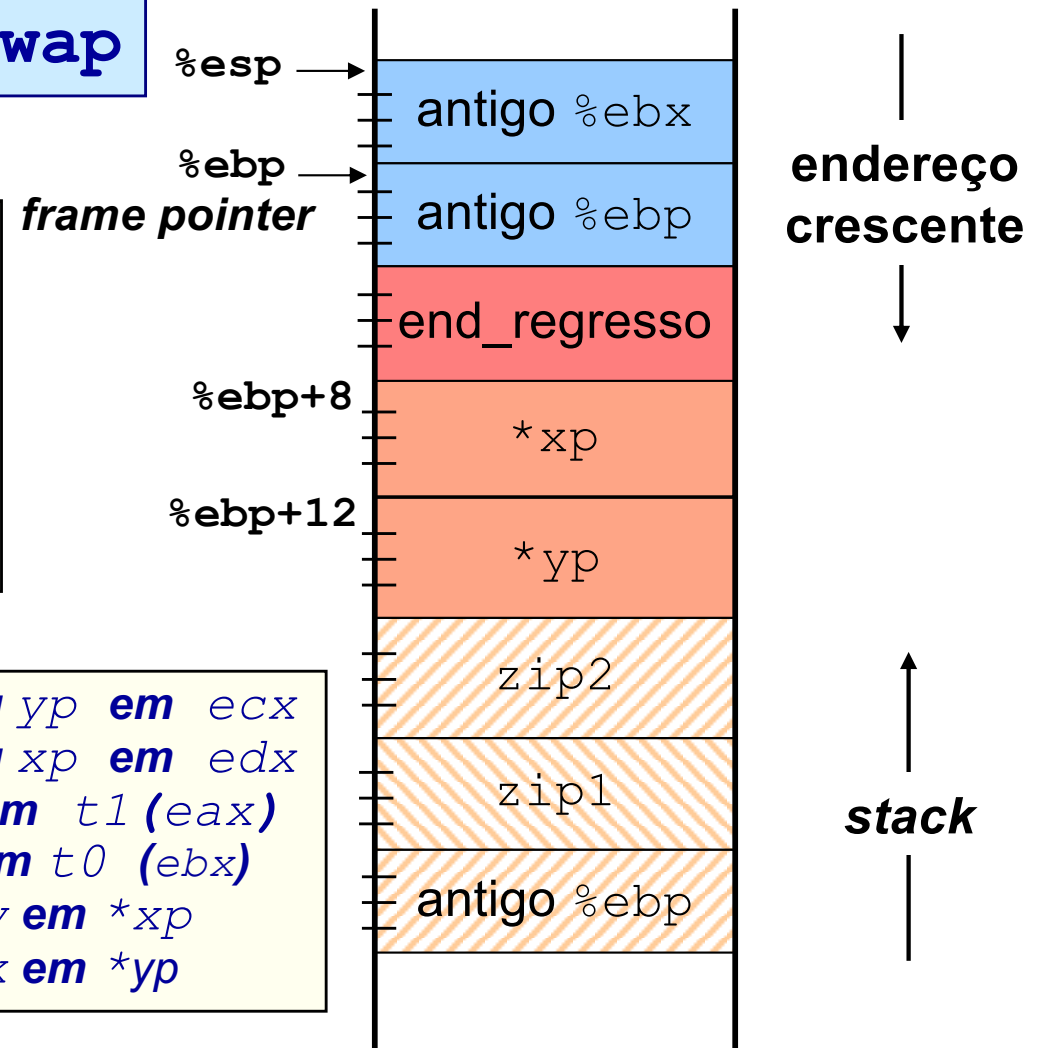 wap
%esp
antigo %ebx
%ebp
frame pointer
antigo %ebp
endereço
crescente
end_regresso
%ebp+8
*xp
%ebp+12
*yp
zip2
zip1
antigo %ebp
stack
yp em ecx
xp em edx
m t1 (eax)
m t0 (ebx)
em *xp
em *yp